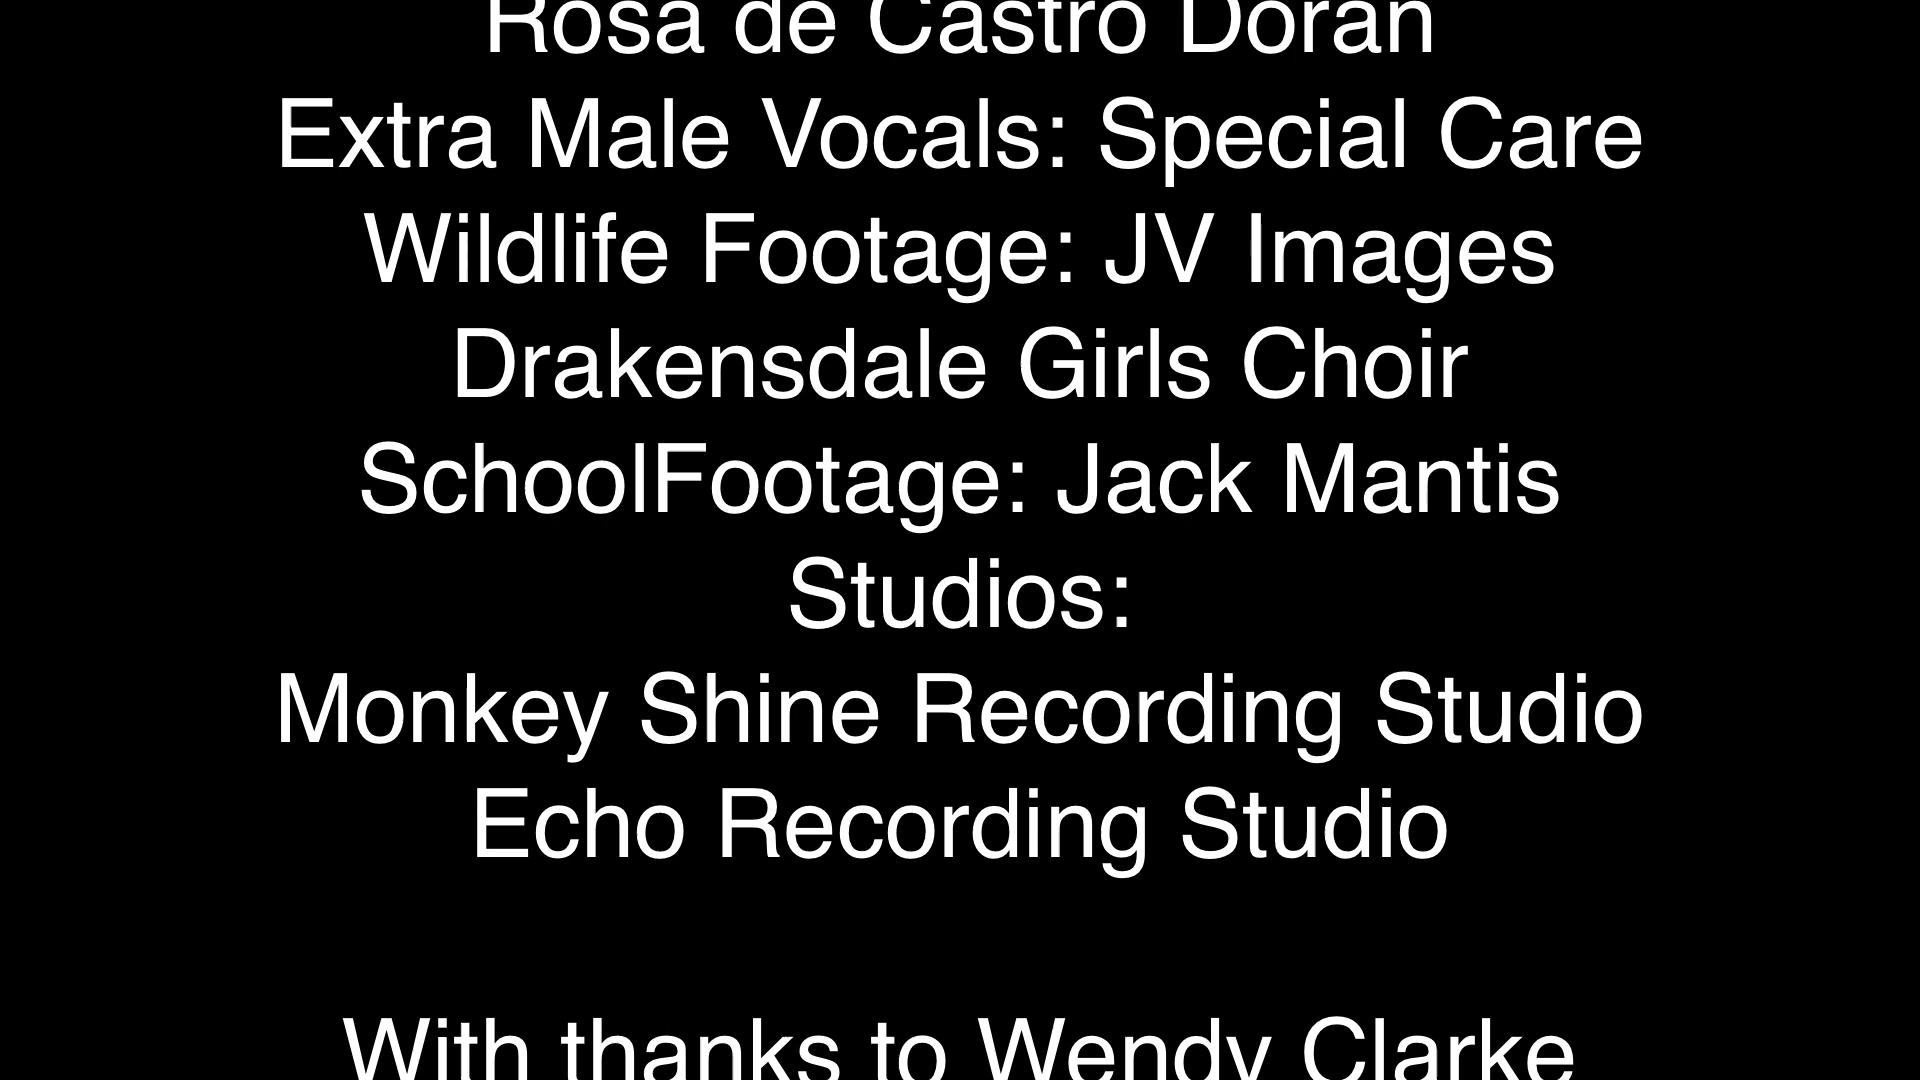 Rosa de Castro Doran
Extra Male Vocals: Special Care
Wildlife Footage: JV Images
Drakensdale Girls Choir
SchoolFootage: Jack Mantis
Studios:
Monkey Shine Recording Studio
Echo Recording Studio
With thanks to Wendy Clarke